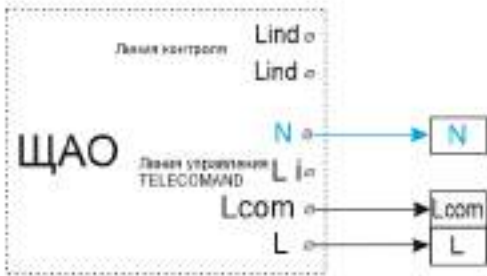 Линия контроля
Lind
Lind
N
N
ЩАО
Линия управления
TELECOMAND
L i
Lcom
Lcom
L
L